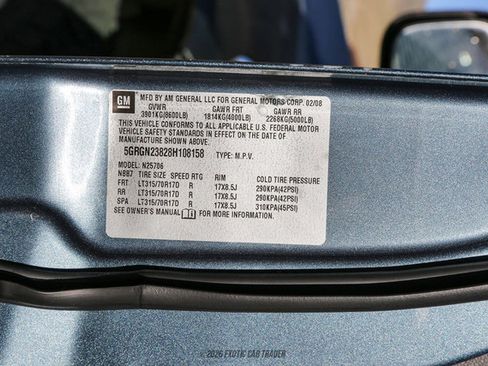 GM
MFD BY AM GENERAL LLC FOR GENERAL MOTORS CORP. 02/08
GVWR GAWR FRT GAWR RR
3901KG(8600LB) 1814KG(4000LB) 2268KG(5000LB)
THIS VEHICLE CONFORMS TO ALL APPLICABLE U.S. FEDERAL MOTOR
VEHICLE SAFETY STANDARDS IN EFFECT ON THE DATE OF
MANUFACTURE SHOWN ABOVE.
5GRGN23828H108158 TYPE: M.P.V.
MODEL: N25706
NBB7 TIRE SIZE SPEED RTG RIM COLD TIRE PRESSURE
FRT LT315/70R17D R 17X8.5J 290KPA(42PSI)
RR LT315/70R17D R 17X8.5J 290KPA(42PSI)
SPA LT315/70R17D R 17X8.5J 310KPA(45PSI)
SEE OWNER'S MANUAL FOR MORE INFORMATION.
© 2026 EXOTIC CAR TRADER